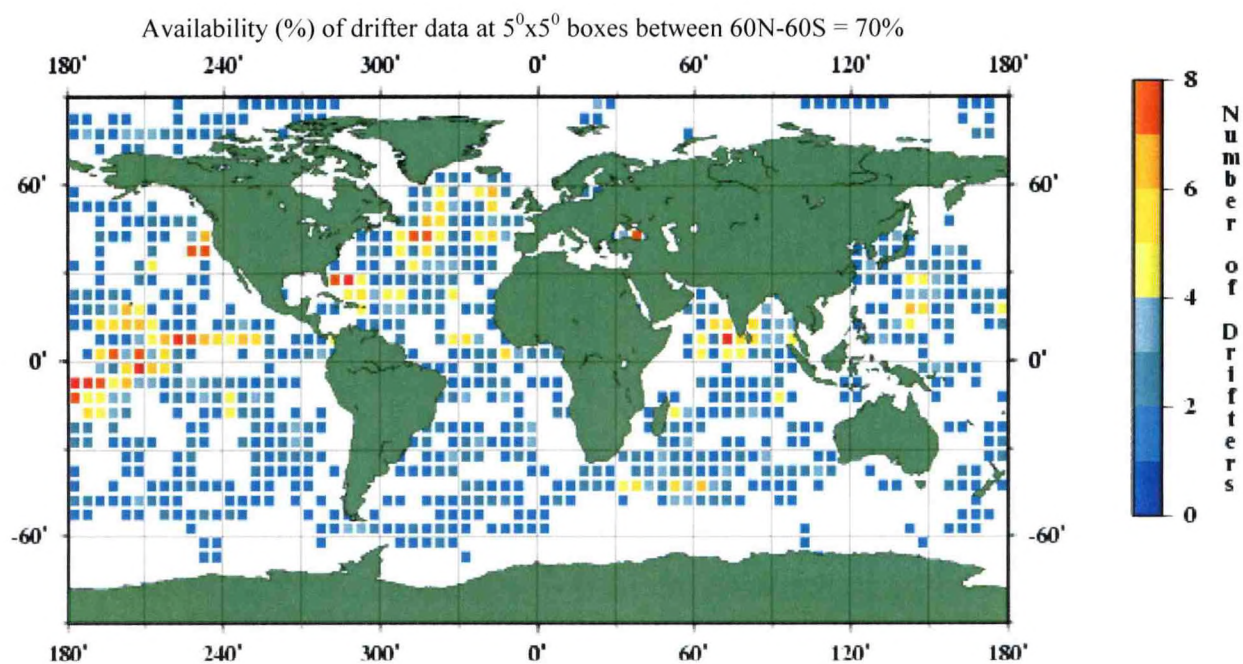 Availability (%) of drifter data at 5⁰x5⁰ boxes between 60N-60S = 70%
180' 240' 300' 0' 60' 120' 180'
60' 60'
0' 0'
-60' -60'
180' 240' 300' 0' 60' 120' 180'
8
6
4
2
0
Number of Drifters